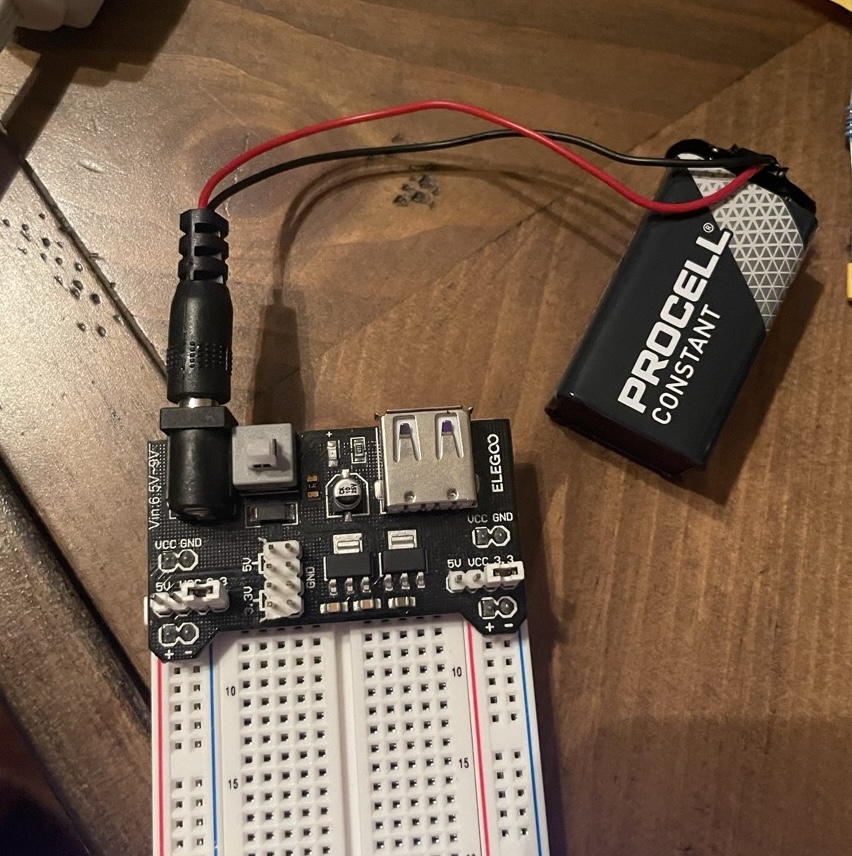 PROCELL®
CONSTANT
Vin:6.5V~9V
ELEGOO
VCC GND
VCC GND
5V
GND
3.3V
5V VCC 3.3
5V VCC 3.3
+ -
+ -
+
10
10
15
15